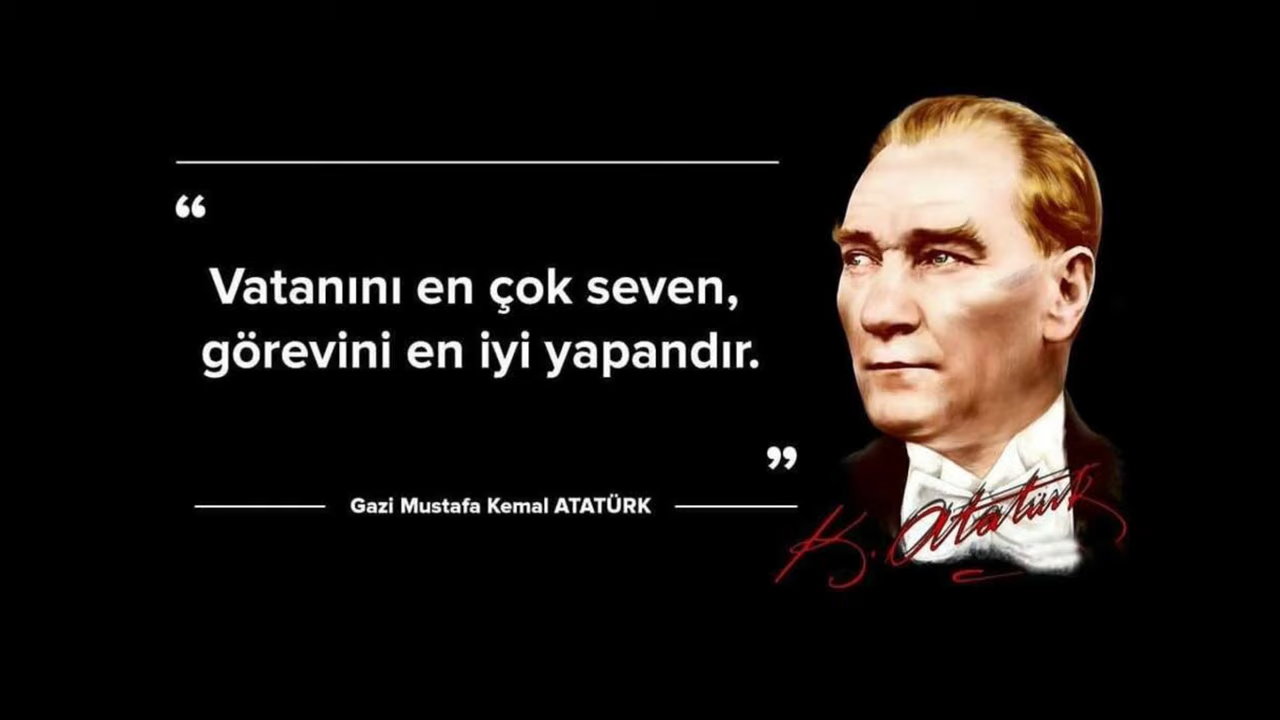 “
Vatanını en çok seven,
görevini en iyi yapandır.
”
Gazi Mustafa Kemal ATATÜRK
K. Atatürk